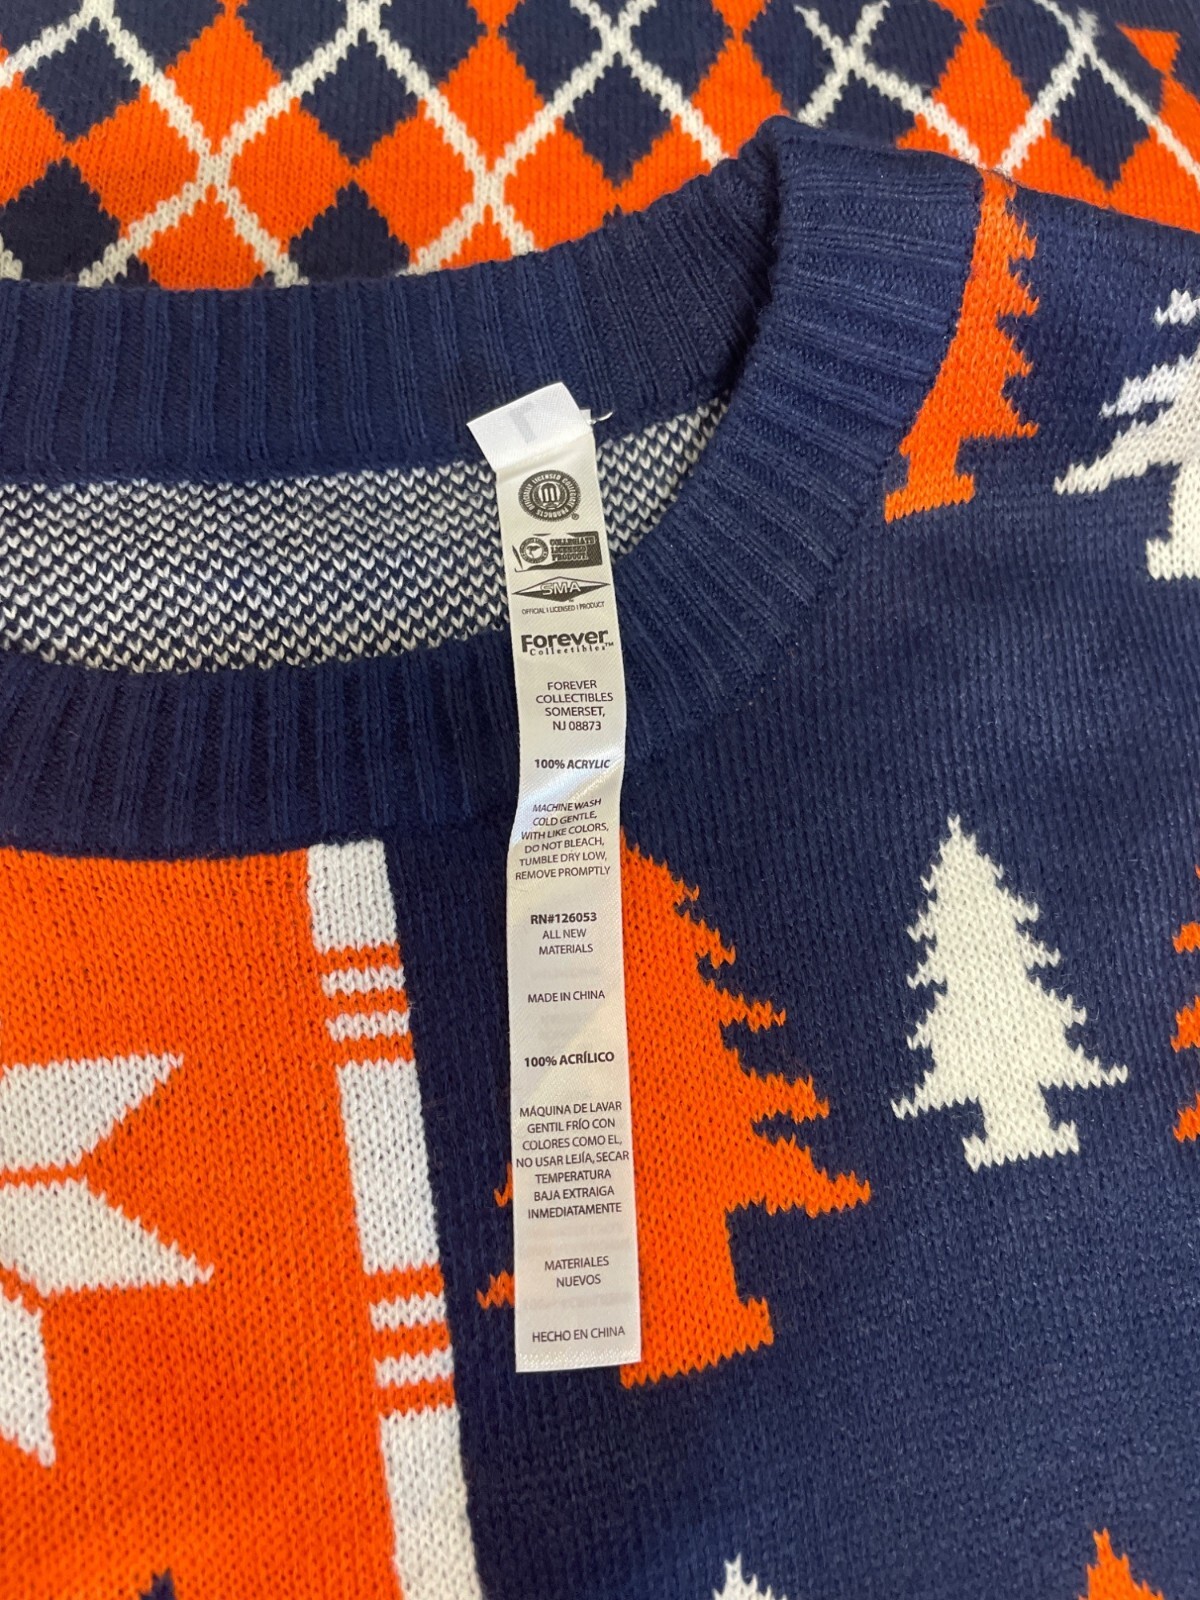 OFFICIALLY LICENSED COLLEGIATE PRODUCTS
COLLEGIATE
LICENSED
PRODUCT
SMA
OFFICIAL LICENSED PRODUCT
Forever™
Collectibles™
FOREVER
COLLECTIBLES
SOMERSET,
NJ 08873
100% ACRYLIC
MACHINE WASH
COLD GENTLE,
WITH LIKE COLORS,
DO NOT BLEACH,
TUMBLE DRY LOW,
REMOVE PROMPTLY
RN#126053
ALL NEW
MATERIALS
MADE IN CHINA
100% ACRÍLICO
MÁQUINA DE LAVAR
GENTIL FRÍO CON
COLORES COMO EL,
NO USAR LEJÍA, SECAR
TEMPERATURA
BAJA EXTRAIGA
INMEDIATAMENTE
MATERIALES
NUEVOS
HECHO EN CHINA